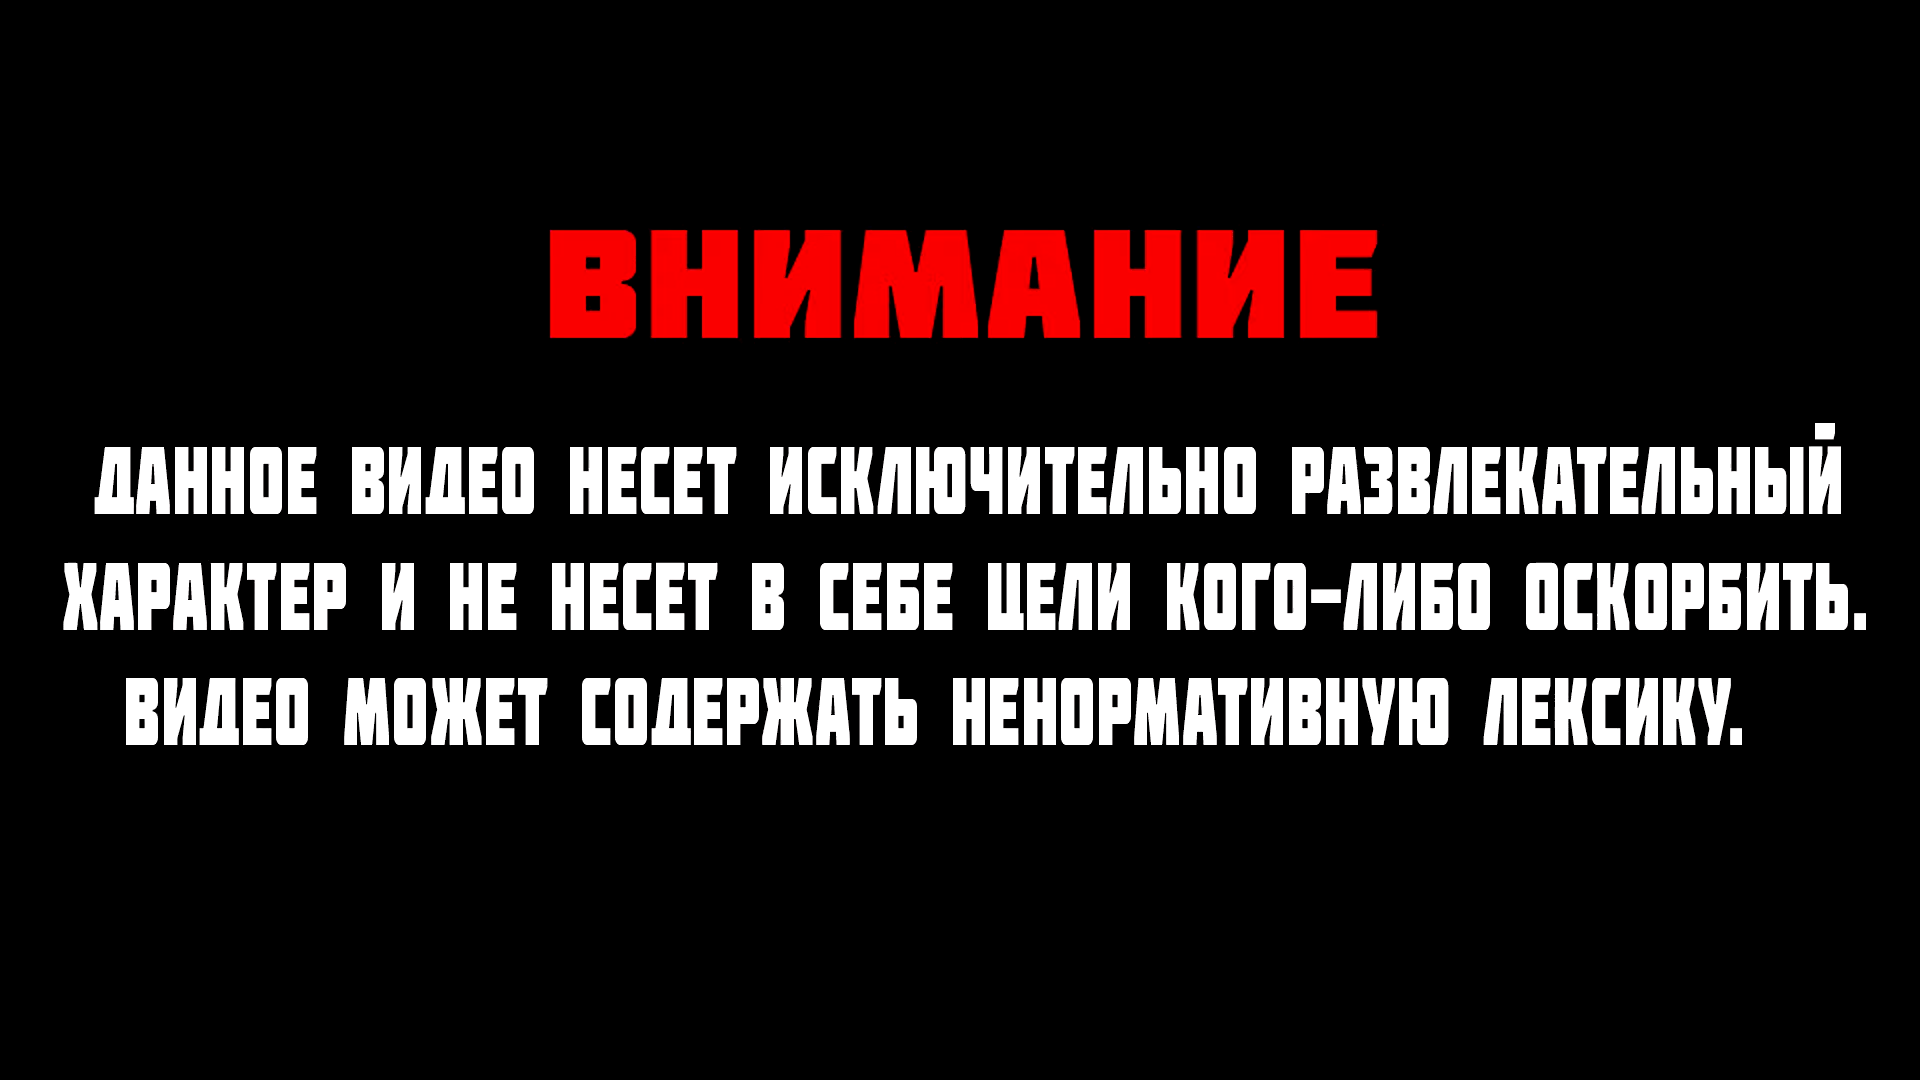 ВНИМАНИЕ
ДАННОЕ ВИДЕО НЕСЕТ ИСКЛЮЧИТЕЛЬНО РАЗВЛЕКАТЕЛЬНЫЙ
ХАРАКТЕР И НЕ НЕСЕТ В СЕБЕ ЦЕЛИ КОГО-ЛИБО ОСКОРБИТЬ.
ВИДЕО МОЖЕТ СОДЕРЖАТЬ НЕНОРМАТИВНУЮ ЛЕКСИКУ.